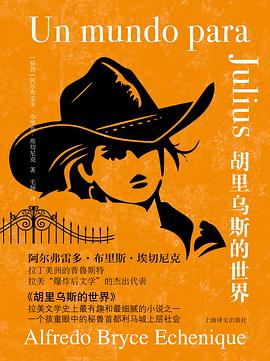 Un mundo para
Julius
胡里乌斯的世界
阿尔弗雷多·布里斯·埃切尼克
拉丁美洲的普鲁斯特
拉美“爆炸后文学”的杰出代表
《胡里乌斯的世界》
拉美文学史上最有趣和最细腻的小说之一
一个孩童眼中的秘鲁首都利马城上层社会
上海译文出版社
Alfredo Bryce Echenique